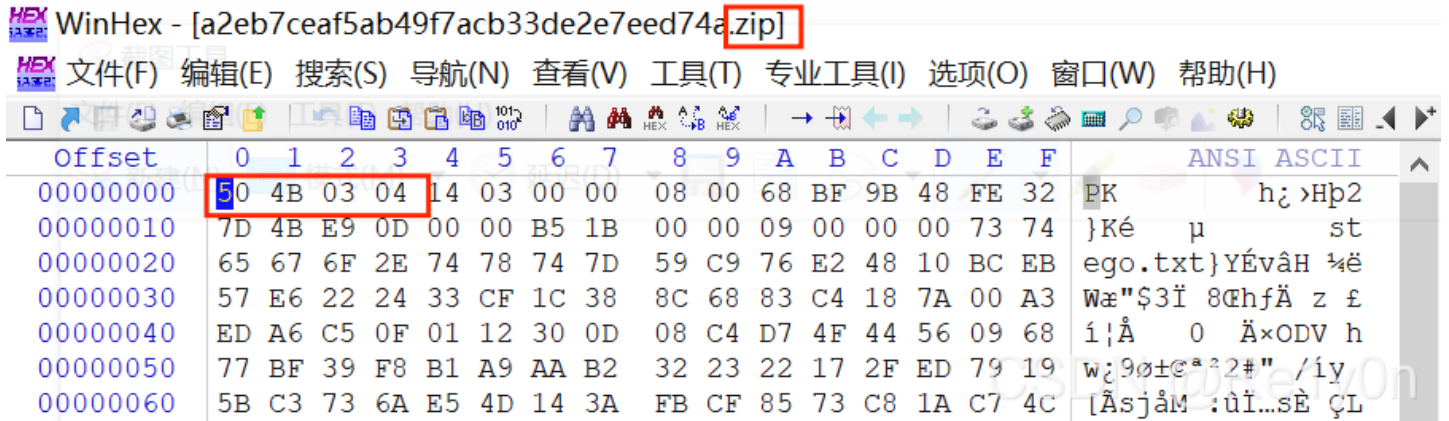 WinHex - [a2eb7ceaf5ab49f7acb33de2e7eed74a.zip]
文件(F) 编辑(E) 搜索(S) 导航(N) 查看(V) 工具(T) 专业工具(I) 选项(O) 窗口(W) 帮助(H)
Offset 0 1 2 3 4 5 6 7 8 9 A B C D E F ANSI ASCII
00000000 50 4B 03 04 14 03 00 00 08 00 68 BF 9B 48 FE 32 PK h¿›Hþ2
00000010 7D 4B E9 0D 00 00 B5 1B 00 00 09 00 00 00 73 74 }Ké µ st
00000020 65 67 6F 2E 74 78 74 7D 59 C9 76 E2 48 10 BC EB ego.txt}YÉvâH ¼ë
00000030 57 E6 22 24 33 CF 1C 38 8C 68 83 C4 18 7A 00 A3 Wæ"$3Ï 8ŒhƒÄ z £
00000040 ED A6 C5 0F 01 12 30 0D 08 C4 D7 4F 44 56 09 68 í¦Å 0 Ä×ODV h
00000050 77 BF 39 F8 B1 A9 AA B2 32 23 22 17 2F ED 79 19 w¿9ø±©ª²2#" /íy
00000060 5B C3 73 6A E5 4D 14 3A FB CF 85 73 C8 1A C7 4C [ÃsjåM :ûÏ…sÈ ÇL